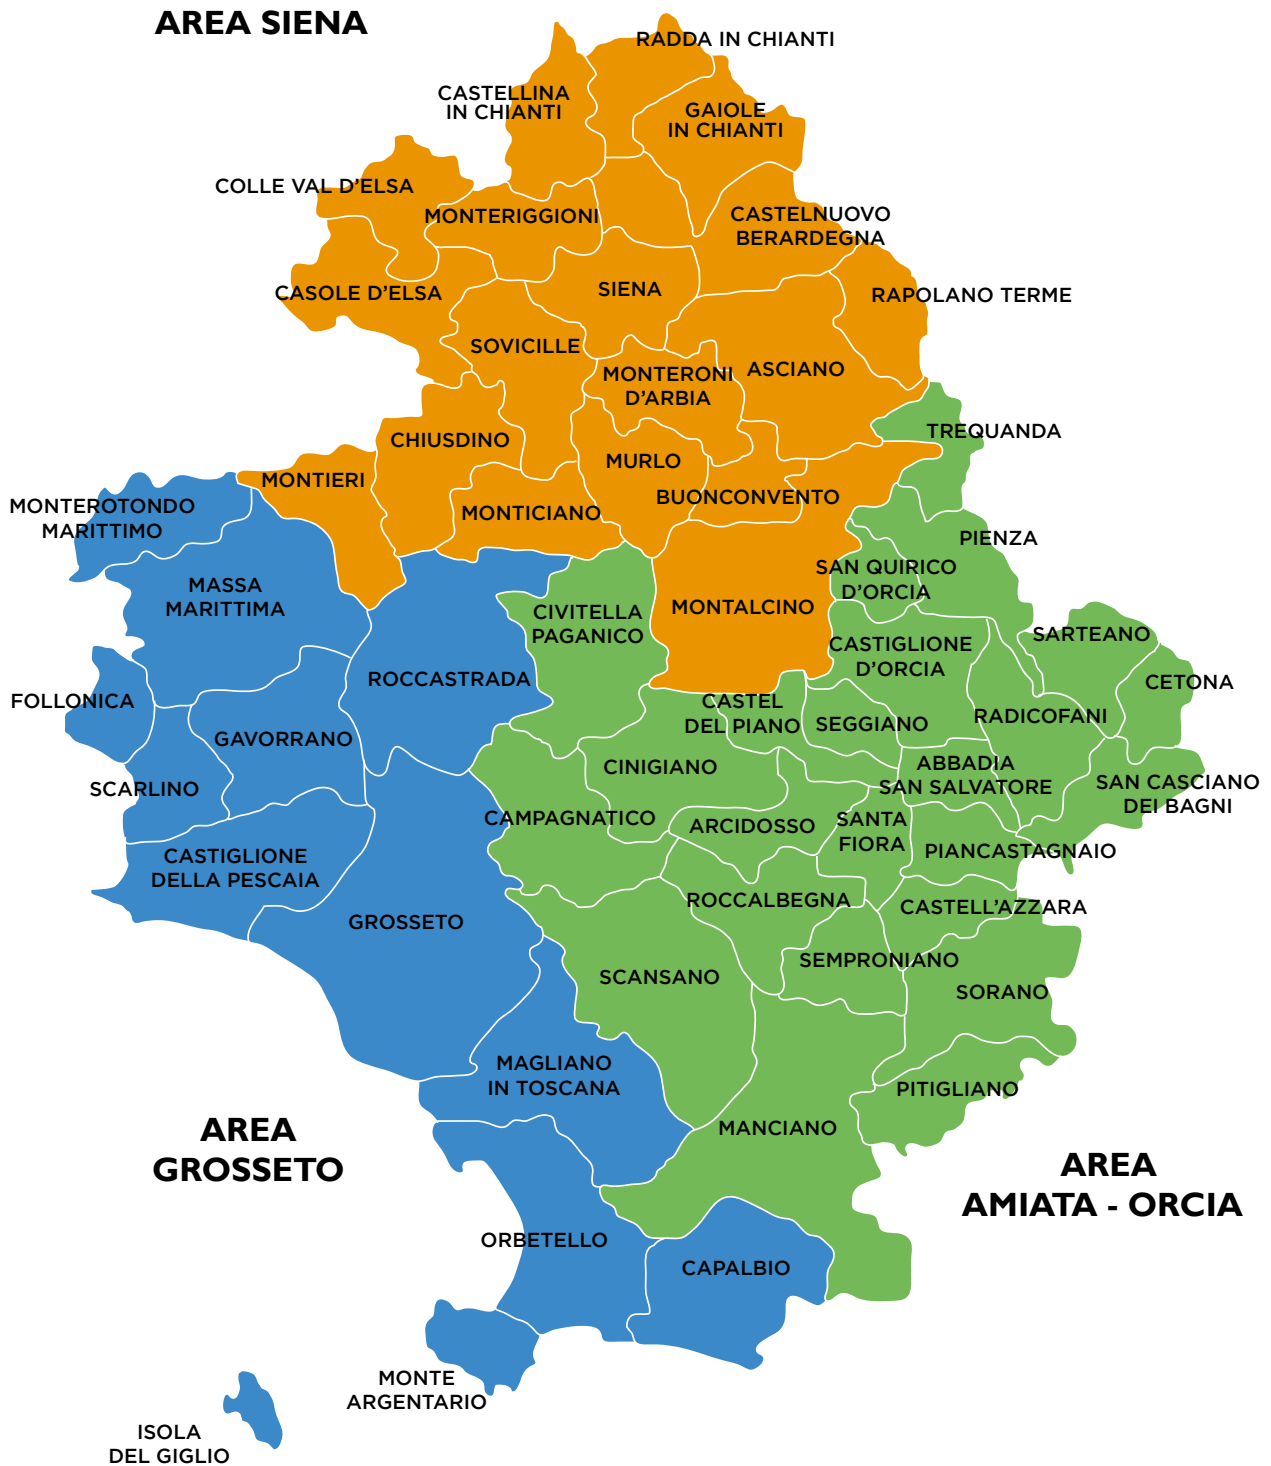 AREA SIENA
RADDA IN CHIANTI
CASTELLINA
IN CHIANTI
GAIOLE
IN CHIANTI
COLLE VAL D’ELSA
MONTERIGGIONI
CASTELNUOVO
BERARDEGNA
CASOLE D’ELSA
SIENA
RAPOLANO TERME
SOVICILLE
MONTERONI
D’ARBIA
ASCIANO
TREQUANDA
CHIUSDINO
MURLO
MONTIERI
BUONCONVENTO
MONTICIANO
MONTEROTONDO
MARITTIMO
PIENZA
SAN QUIRICO
D’ORCIA
MASSA
MARITTIMA
CIVITELLA
PAGANICO
MONTALCINO
SARTEANO
CASTIGLIONE
D’ORCIA
ROCCASTRADA
CETONA
FOLLONICA
CASTEL
DEL PIANO
SEGGIANO
RADICOFANI
GAVORRANO
CINIGIANO
ABBADIA
SAN SALVATORE
SAN CASCIANO
DEI BAGNI
SCARLINO
CAMPAGNATICO
ARCIDOSSO
SANTA
FIORA
PIANCASTAGNAIO
CASTIGLIONE
DELLA PESCAIA
ROCCALBEGNA
CASTELL’AZZARA
GROSSETO
SEMPRONIANO
SCANSANO
SORANO
MAGLIANO
IN TOSCANA
PITIGLIANO
MANCIANO
AREA
GROSSETO
AREA
AMIATA - ORCIA
ORBETELLO
CAPALBIO
MONTE
ARGENTARIO
ISOLA
DEL GIGLIO